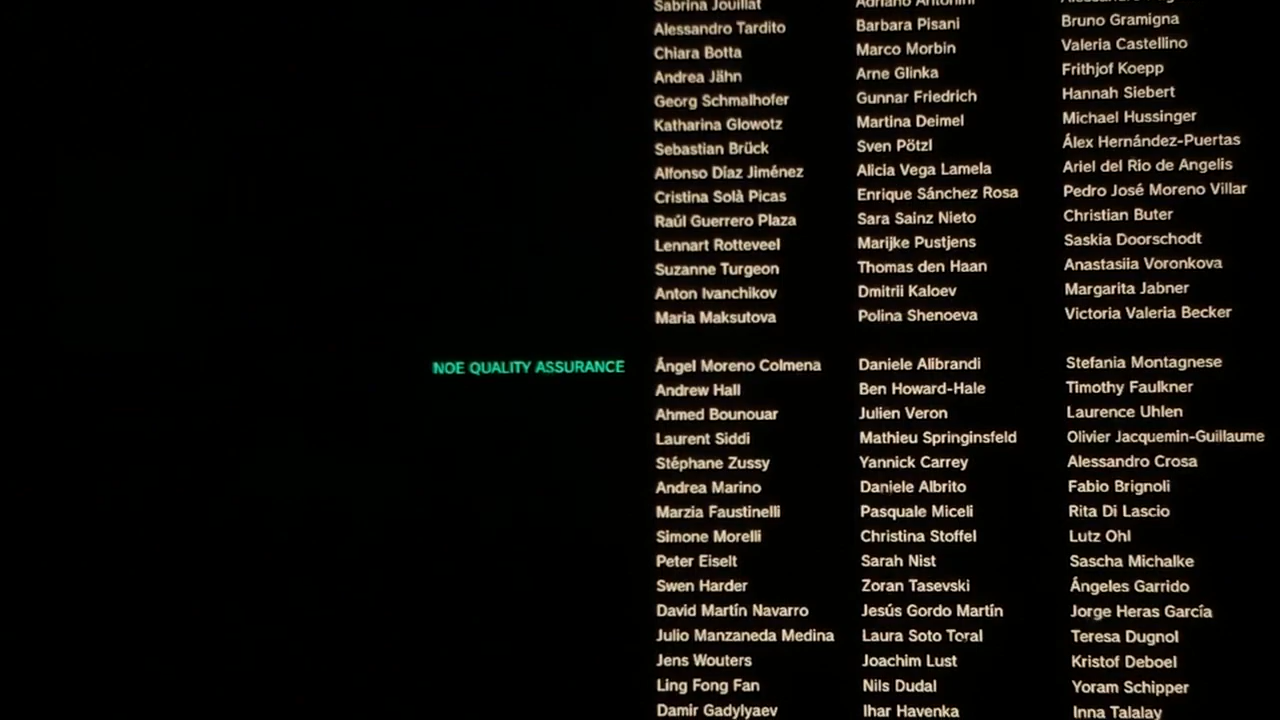 Sabrina Jouillat Adriano Antonini
Alessandro Tardito Barbara Pisani Bruno Gramigna
Chiara Botta Marco Morbin Valeria Castellino
Andrea Jähn Arne Glinka Frithjof Koepp
Georg Schmalhofer Gunnar Friedrich Hannah Siebert
Katharina Glowotz Martina Deimel Michael Hussinger
Sebastian Brück Sven Pötzl Álex Hernández-Puertas
Alfonso Díaz Jiménez Alicia Vega Lamela Ariel del Rio de Angelis
Cristina Solà Picas Enrique Sánchez Rosa Pedro José Moreno Villar
Raúl Guerrero Plaza Sara Sainz Nieto Christian Buter
Lennart Rotteveel Marijke Pustjens Saskia Doorschodt
Suzanne Turgeon Thomas den Haan Anastasiia Voronkova
Anton Ivanchikov Dmitrii Kaloev Margarita Jabner
Maria Maksutova Polina Shenoeva Victoria Valeria Becker
NOE QUALITY ASSURANCE Ángel Moreno Colmena Daniele Alibrandi Stefania Montagnese
Andrew Hall Ben Howard-Hale Timothy Faulkner
Ahmed Bounouar Julien Veron Laurence Uhlen
Laurent Siddi Mathieu Springinsfeld Olivier Jacquemin-Guillaume
Stéphane Zussy Yannick Carrey Alessandro Crosa
Andrea Marino Daniele Albrito Fabio Brignoli
Marzia Faustinelli Pasquale Miceli Rita Di Lascio
Simone Morelli Christina Stoffel Lutz Ohl
Peter Eiselt Sarah Nist Sascha Michalke
Swen Harder Zoran Tasevski Ángeles Garrido
David Martín Navarro Jesús Gordo Martín Jorge Heras García
Julio Manzaneda Medina Laura Soto Toral Teresa Dugnol
Jens Wouters Joachim Lust Kristof Deboel
Ling Fong Fan Nils Dudal Yoram Schipper
Damir Gadylyaev Ihar Havenka Inna Talalay